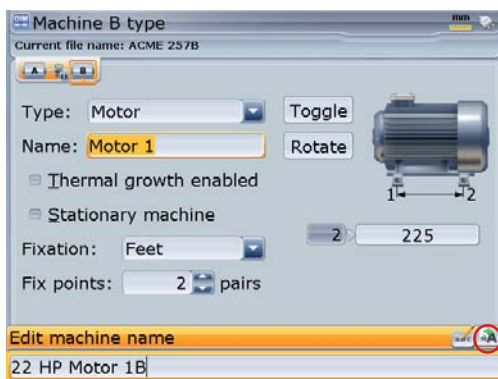 Machine B type
mm
Current file name: ACME 257B
A
B
Type: Motor
Toggle
Name: Motor 1
Rotate
Thermal growth enabled
Stationary machine
1
2
2
225
Fixation: Feet
Fix points: 2 pairs
Edit machine name
A
22 HP Motor 1B